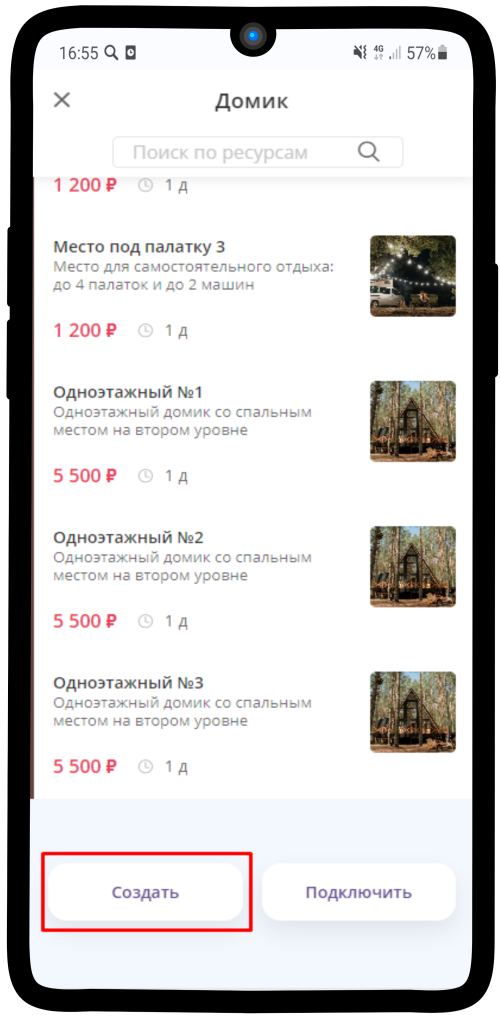 16:55 4G 57%
Домик
Поиск по ресурсам
1 200 ₽ 1 д
Место под палатку 3
Место для самостоятельного отдыха:
до 4 палаток и до 2 машин
1 200 ₽ 1 д
Одноэтажный №1
Одноэтажный домик со спальным
местом на втором уровне
5 500 ₽ 1 д
Одноэтажный №2
Одноэтажный домик со спальным
местом на втором уровне
5 500 ₽ 1 д
Одноэтажный №3
Одноэтажный домик со спальным
местом на втором уровне
5 500 ₽ 1 д
Создать Подключить